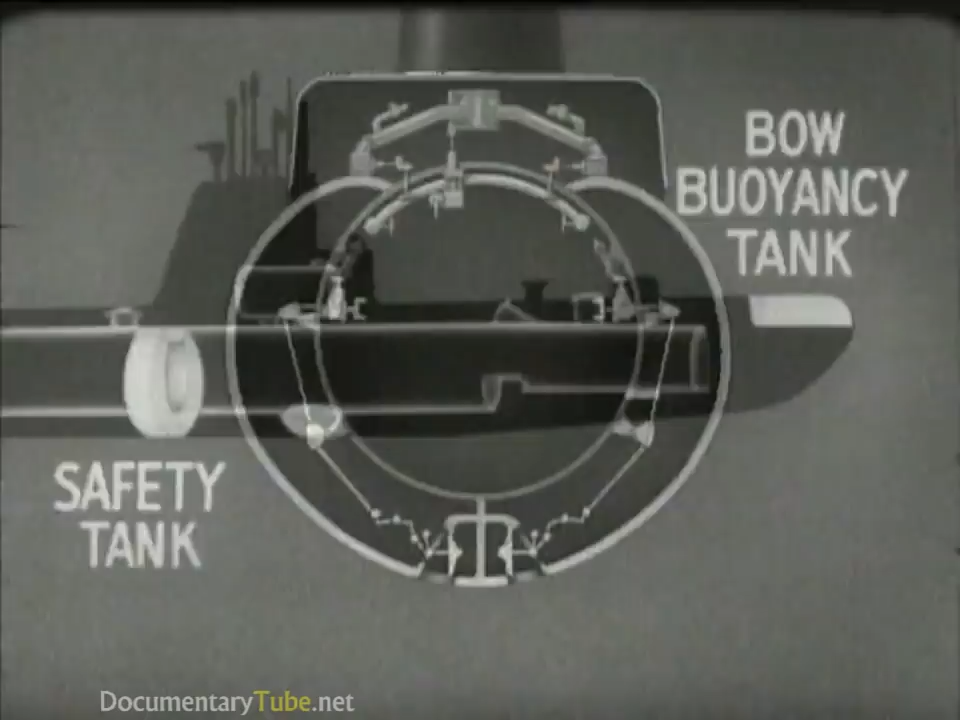 BOW
BUOYANCY
TANK
SAFETY
TANK
DocumentaryTube.net